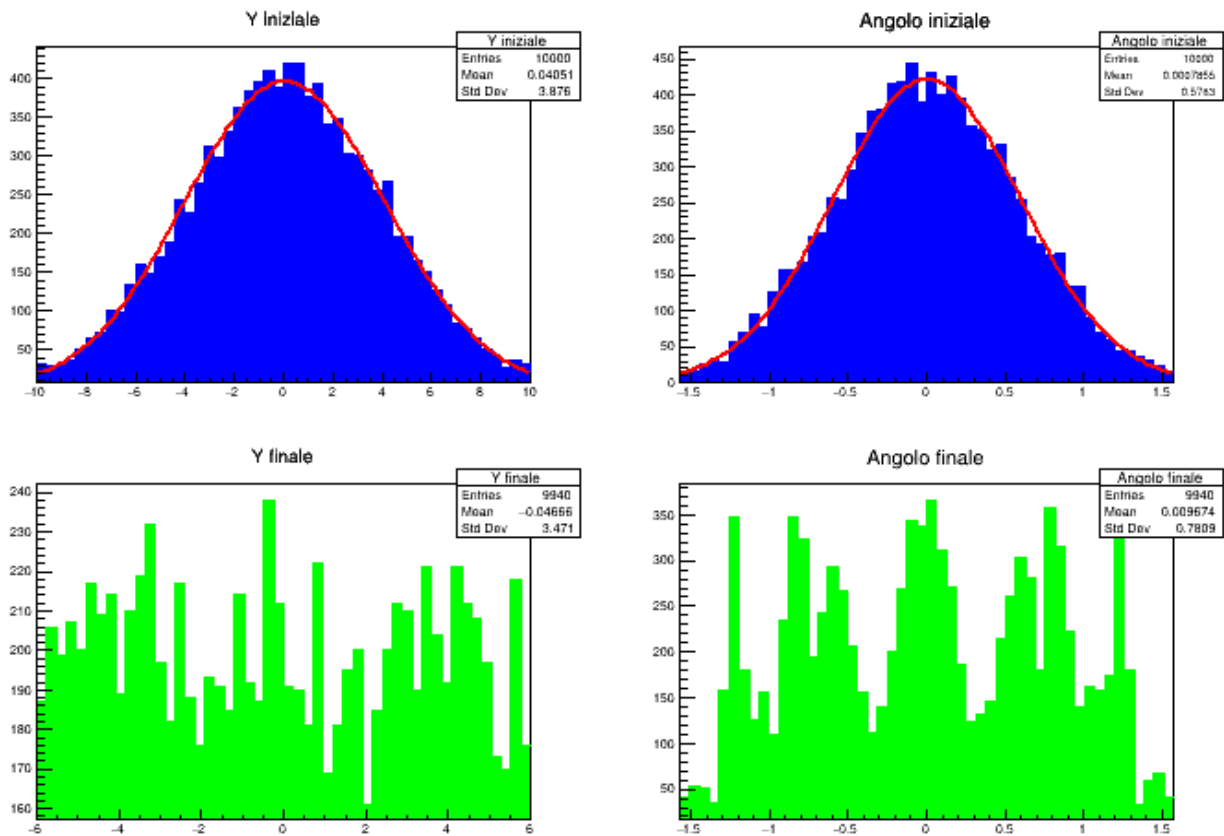 Y iniziale
Y iniziale
Entries 10000
Mean 0.04051
Std Dev 3.876
400
350
300
250
200
150
100
50
−10 −8 −6 −4 −2 0 2 4 6 8 10
Angolo iniziale
Angolo iniziale
Entries 10000
Mean 0.0007855
Std Dev 0.5763
450
400
350
300
250
200
150
100
50
0
−1.5 −1 −0.5 0 0.5 1 1.5
Y finale
Y finale
Entries 9940
Mean −0.04666
Std Dev 3.471
240
230
220
210
200
190
180
170
160
−6 −4 −2 0 2 4 6
Angolo finale
Angolo finale
Entries 9940
Mean 0.009674
Std Dev 0.7809
350
300
250
200
150
100
50
−1.5 −1 −0.5 0 0.5 1 1.5